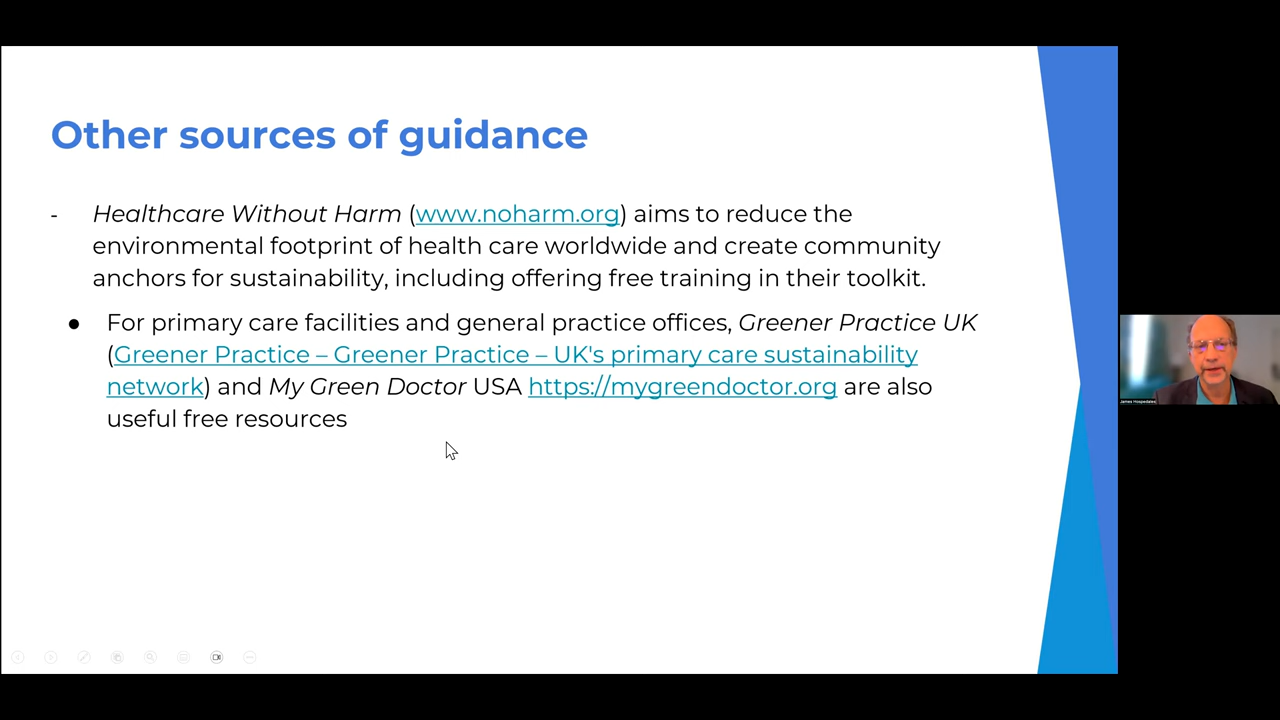 Other sources of guidance
- Healthcare Without Harm (www.noharm.org) aims to reduce the
environmental footprint of health care worldwide and create community
anchors for sustainability, including offering free training in their toolkit.
● For primary care facilities and general practice offices, Greener Practice UK
(Greener Practice – Greener Practice – UK's primary care sustainability
network) and My Green Doctor USA https://mygreendoctor.org are also
useful free resources
James Hospedales